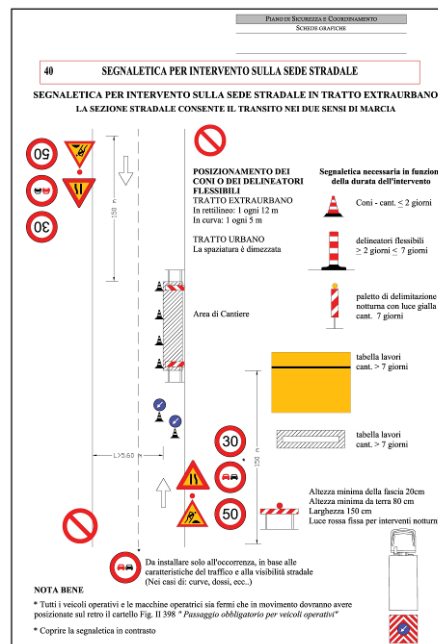 PIANO DI SICUREZZA E COORDINAMENTO
SCHEDE GRAFICHE
40 SEGNALETICA PER INTERVENTO SULLA SEDE STRADALE
SEGNALETICA PER INTERVENTO SULLA SEDE STRADALE IN TRATTO EXTRAURBANO
LA SEZIONE STRADALE CONSENTE IL TRANSITO NEI DUE SENSI DI MARCIA
50
30
150 m
POSIZIONAMENTO DEI
CONI O DEI DELINEATORI
FLESSIBILI
TRATTO EXTRAURBANO
In rettilineo: 1 ogni 12 m
In curva: 1 ogni 5 m
TRATTO URBANO
La spaziatura è dimezzata
Segnaletica necessaria in funzion
della durata dell'intervento
Coni - cant. ≤ 2 giorni
delineatori flessibili
> 2 giorni ≤ 7 giorni
paletto di delimitazione
notturna con luce gialla
cant. 7 giorni
Area di Cantiere
tabella lavori
cant. > 7 giorni
tabella lavori
cant. > 7 giorni
L>5.60 m
150 m
30
50
Altezza minima della fascia 20cm
Altezza minima da terra 80 cm
Larghezza 150 cm
Luce rossa fissa per interventi notturn
Da installare solo all'occorrenza, in base alle
caratteristiche del traffico e alla visibilità stradale
(Nei casi di: curve, dossi, ecc..)
NOTA BENE
* Tutti i veicoli operativi e le macchine operatrici sia fermi che in movimento dovranno avere
posizionate sul retro il cartello Fig. II 398 " Passaggio obbligatorio per veicoli operativi"
* Coprire la segnaletica in contrasto